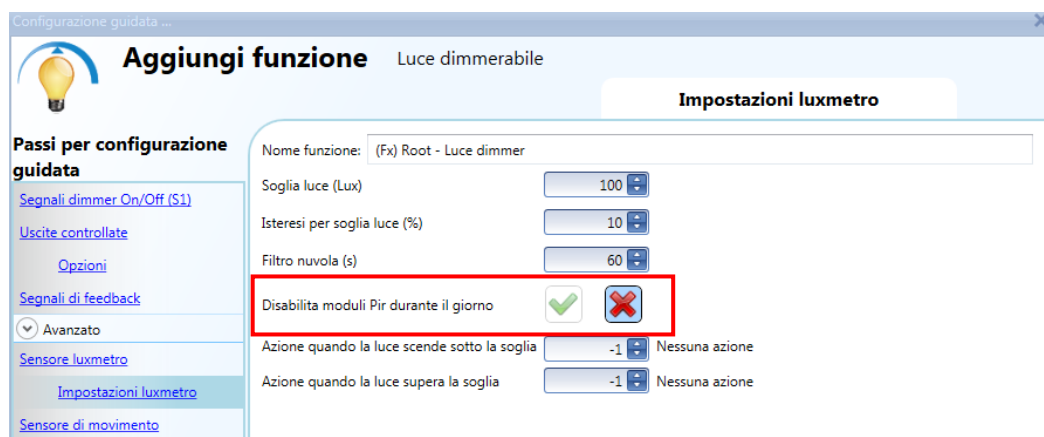 Configurazione guidata ...
Aggiungi funzione Luce dimmerabile
Impostazioni luxmetro
Passi per configurazione
guidata
Segnali dimmer On/Off (S1)
Uscite controllate
Opzioni
Segnali di feedback
Avanzato
Sensore luxmetro
Impostazioni luxmetro
Sensore di movimento
Nome funzione: (Fx) Root - Luce dimmer
Soglia luce (Lux) 100
Isteresi per soglia luce (%) 10
Filtro nuvola (s) 60
Disabilita moduli Pir durante il giorno
Azione quando la luce scende sotto la soglia -1 Nessuna azione
Azione quando la luce supera la soglia -1 Nessuna azione